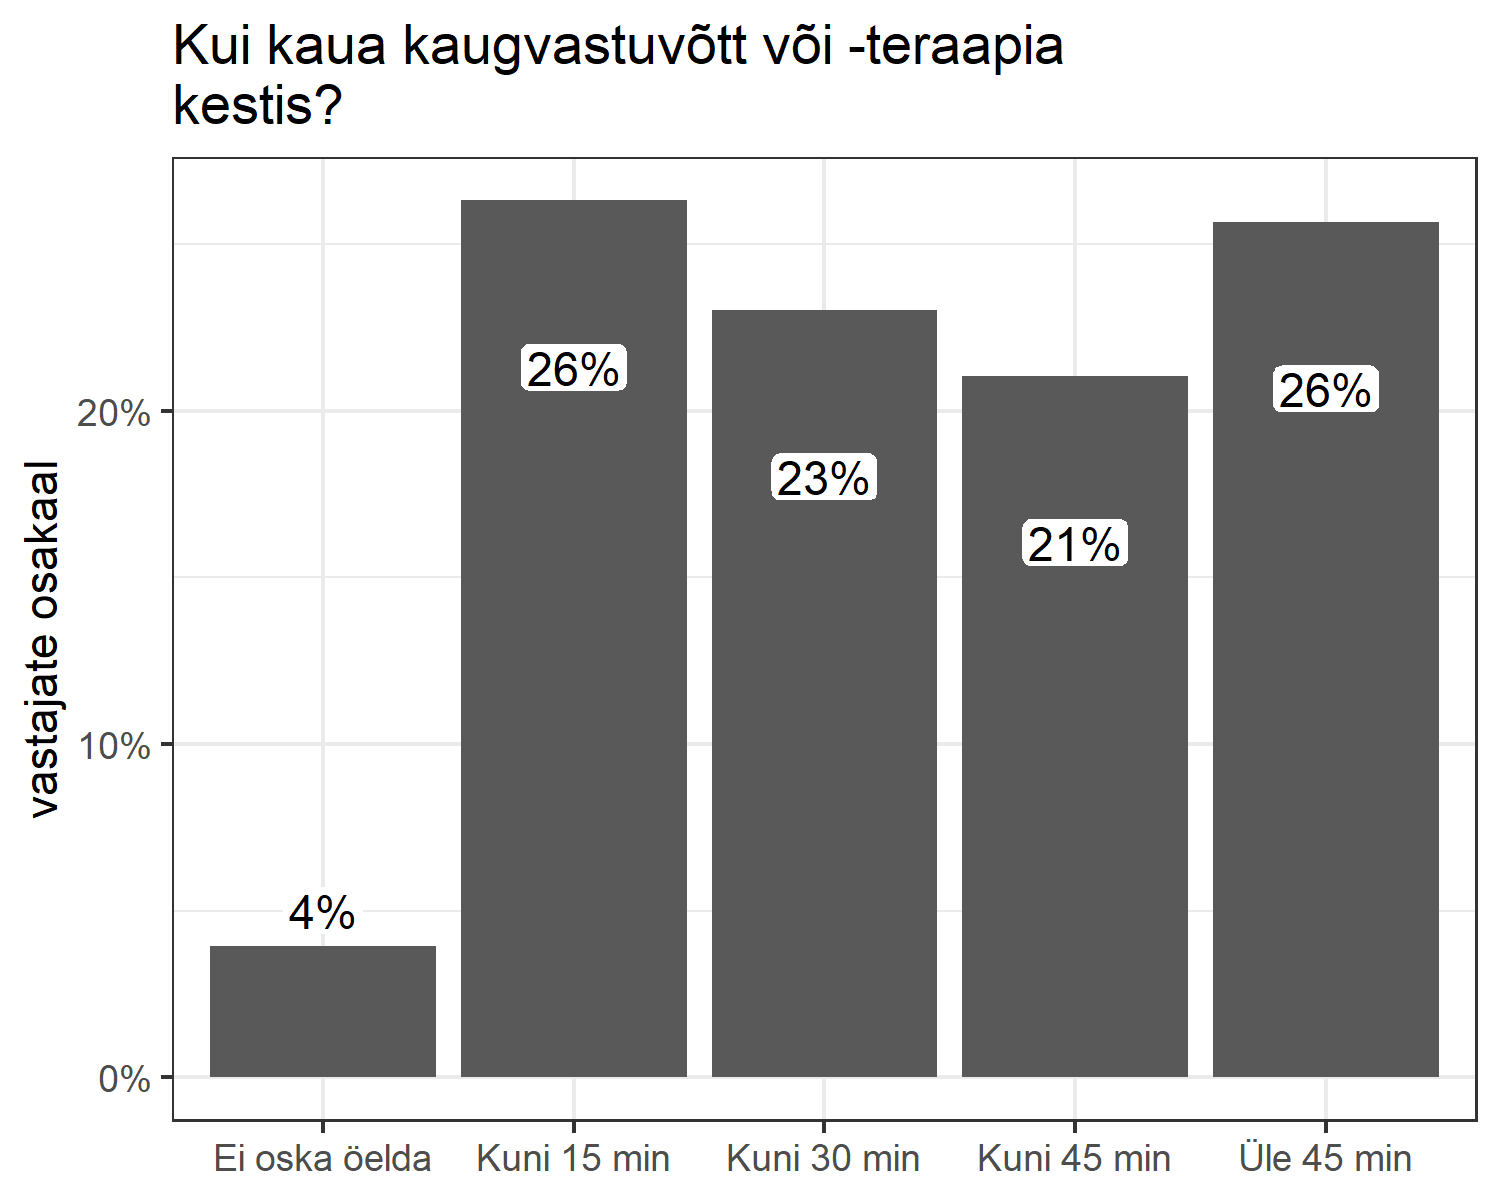 Kui kaua kaugvastuvõtt või -teraapia
kestis?
vastajate osakaal
20%
10%
0%
4%
26%
23%
21%
26%
Ei oska öelda
Kuni 15 min
Kuni 30 min
Kuni 45 min
Üle 45 min